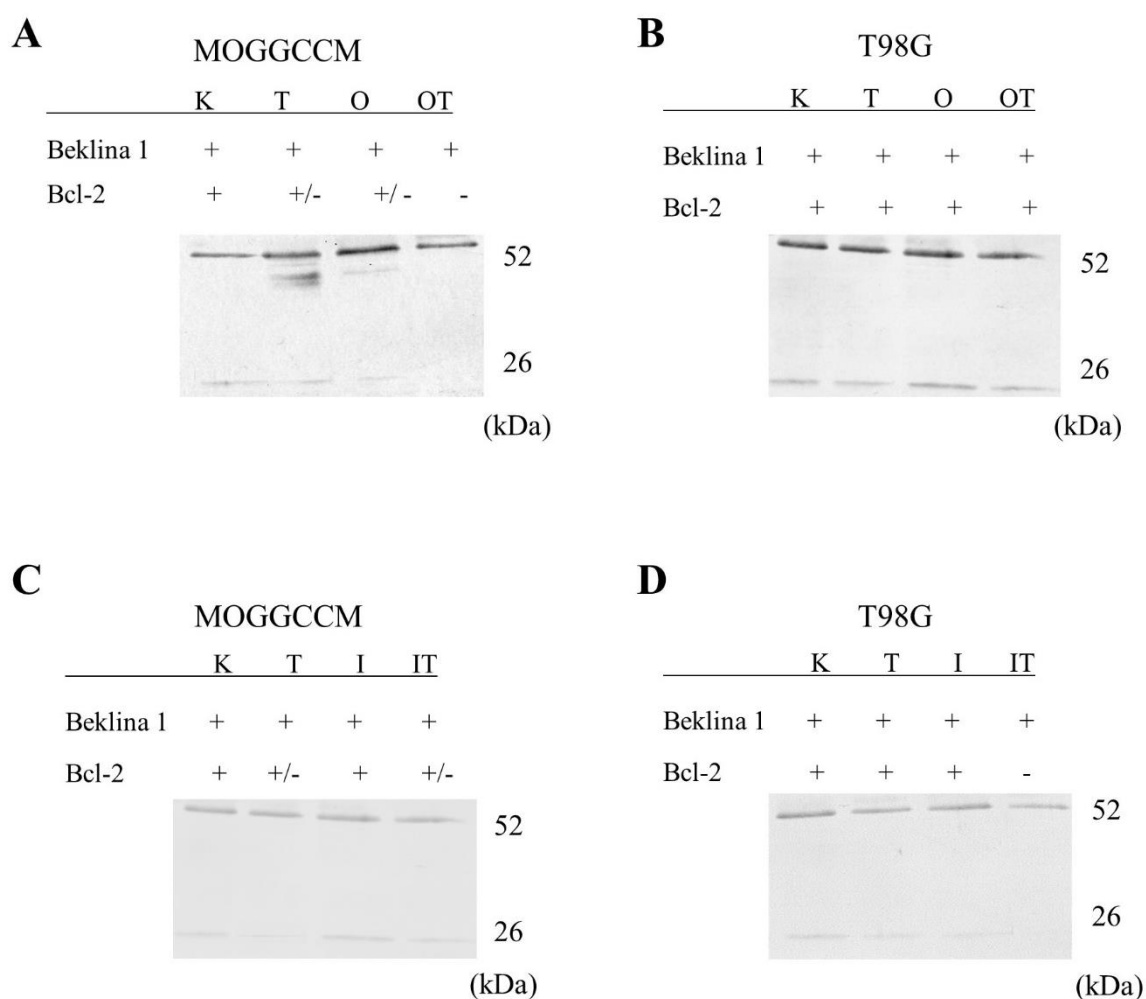 A
MOGGCCM
K T O OT
Beklina 1 + + + +
Bcl-2 + +/- +/- -
52
26
(kDa)
B
T98G
K T O OT
Beklina 1 + + + +
Bcl-2 + + + +
52
26
(kDa)
C
MOGGCCM
K T I IT
Beklina 1 + + + +
Bcl-2 + +/- + +/-
52
26
(kDa)
D
T98G
K T I IT
Beklina 1 + + + +
Bcl-2 + + + -
52
26
(kDa)